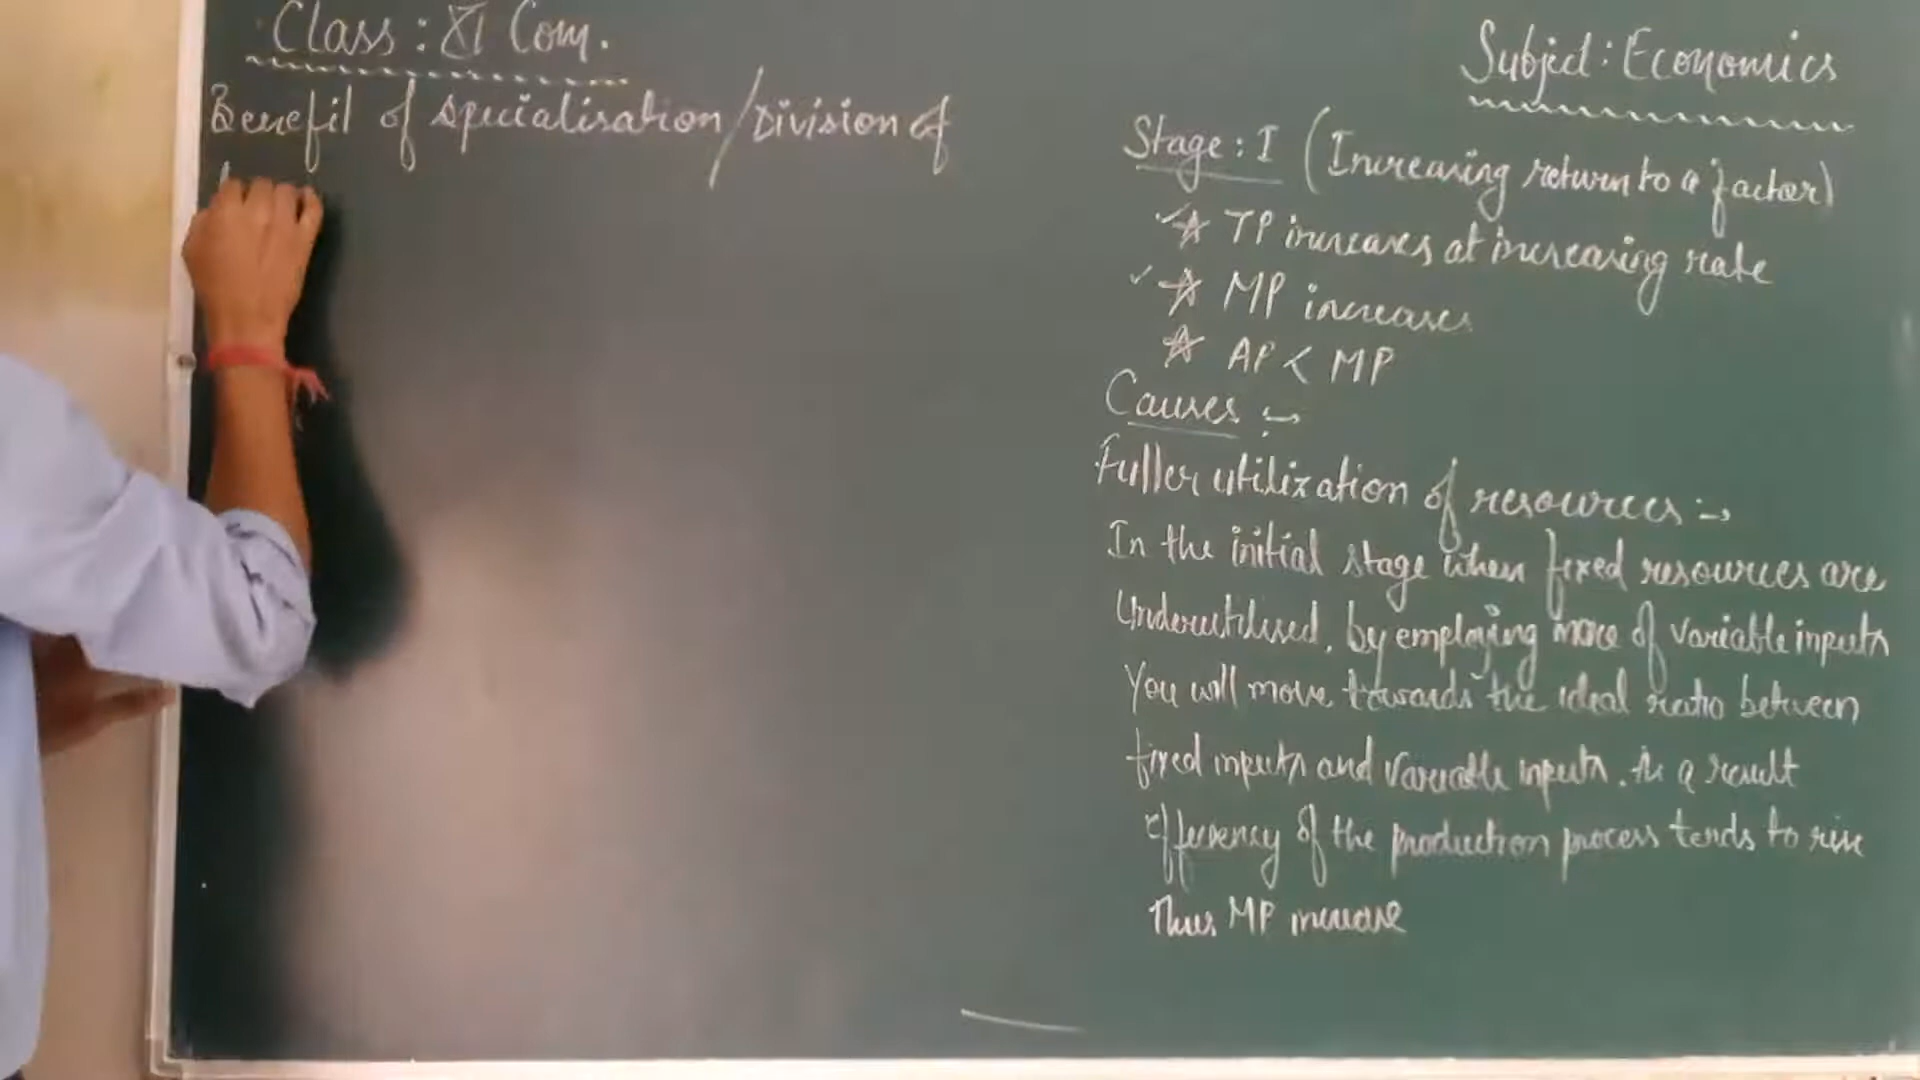 Class : XI Com.
Benefit of specialisation/Division of
Subject : Economics
Stage : I (Increasing return to a factor)
✓☆ TP increases at increasing rate
✓☆ MP increases
☆ AP < MP
Causes :→
Fuller utilization of resources :→
In the initial stage when fixed resources are
Underutilised, by employing more of variable inputs
You will move towards the ideal ratio between
fixed inputs and variable inputs. As a result
efficiency of the production process tends to rise
Thus MP increase